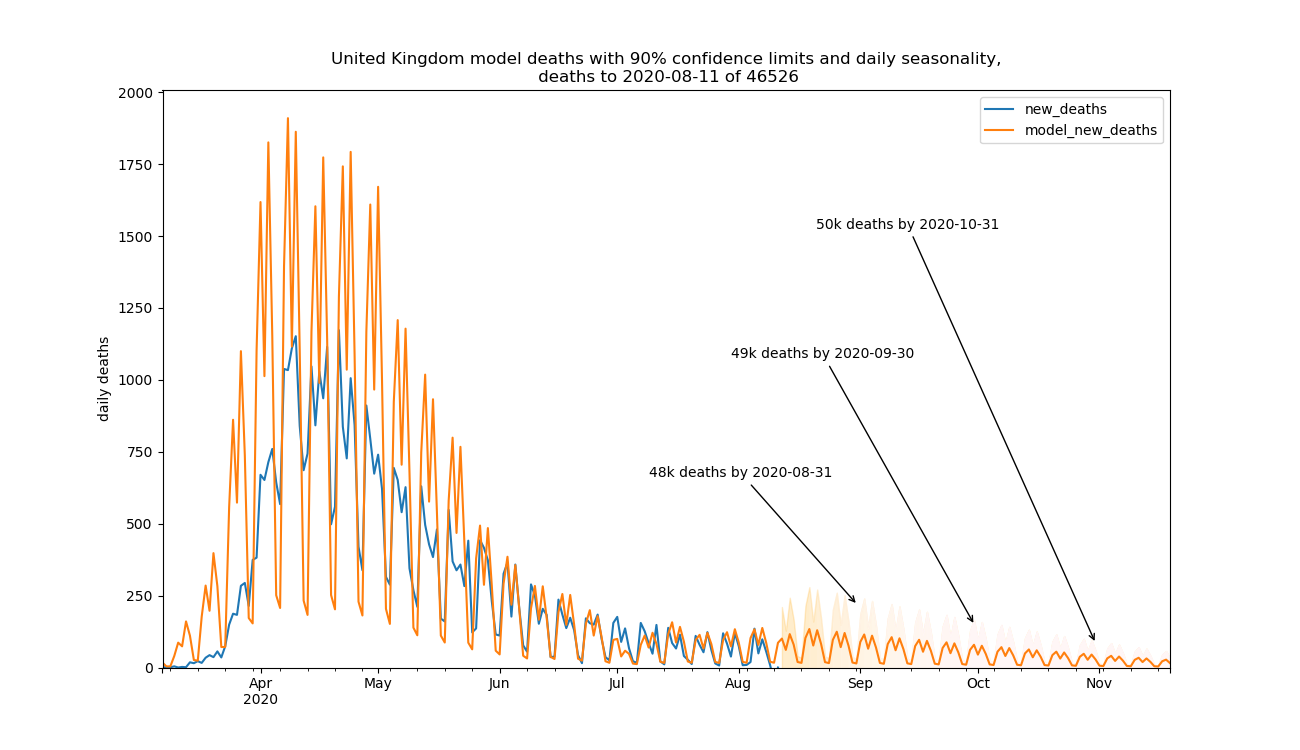 United Kingdom model deaths with 90% confidence limits and daily seasonality,
deaths to 2020-08-11 of 46526
new_deaths
model_new_deaths
daily deaths
2000
1750
1500
1250
1000
750
500
250
0
50k deaths by 2020-10-31
49k deaths by 2020-09-30
48k deaths by 2020-08-31
Apr
2020
May
Jun
Jul
Aug
Sep
Oct
Nov